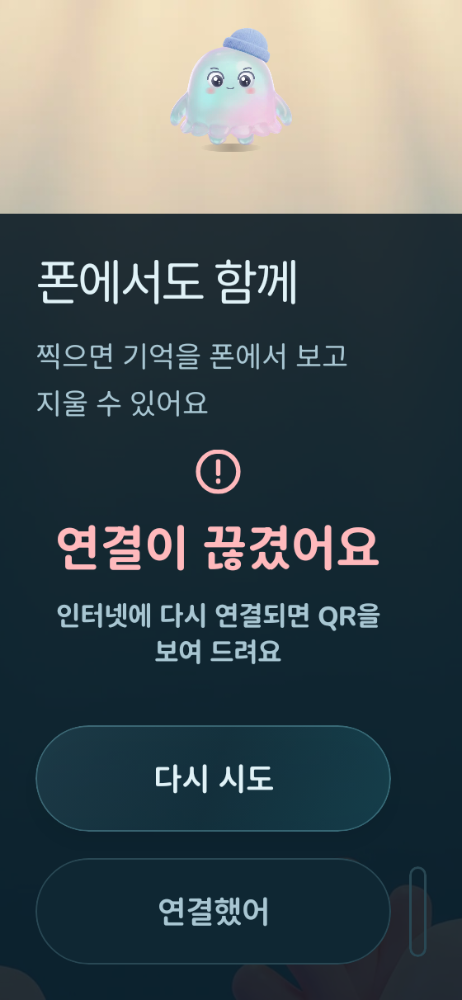 폰에서도 함께
찍으면 기억을 폰에서 보고
지울 수 있어요
연결이 끊겼어요
인터넷에 다시 연결되면 QR을
보여 드려요
다시 시도
연결했어